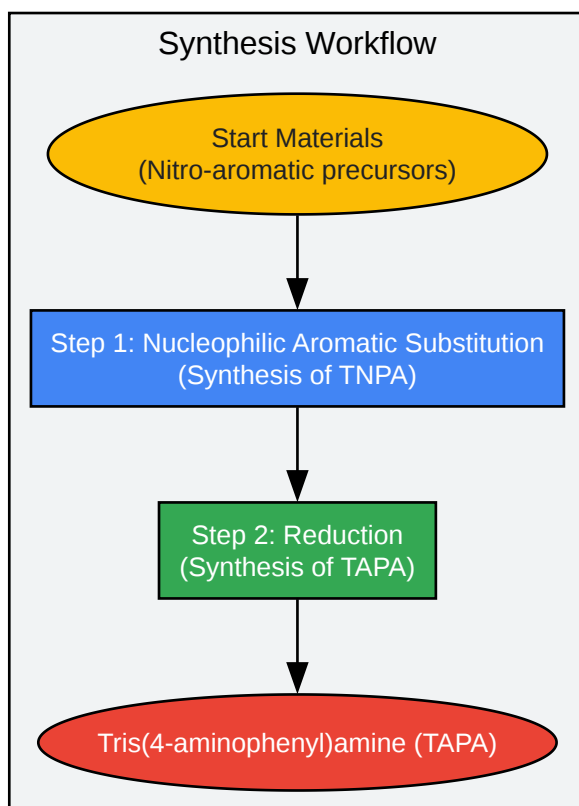 Synthesis Workflow
Start Materials
(Nitro-aromatic precursors)
Step 1: Nucleophilic Aromatic Substitution
(Synthesis of TNPA)
Step 2: Reduction
(Synthesis of TAPA)
Tris(4-aminophenyl)amine (TAPA)